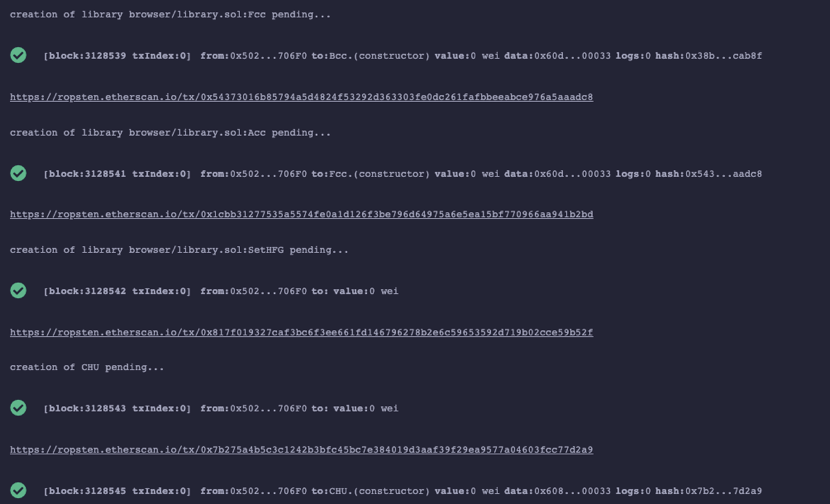 creation of library browser/library.sol:Fcc pending...
[block:3128539 txIndex:0] from:0x502...706F0 to:Bcc.(constructor) value:0 wei data:0x60d...00033 logs:0 hash:0x38b...cab8f
https://ropsten.etherscan.io/tx/0x54373016b85794a5d4824f53292d363303fe0dc261fafbbeeabce976a5aaadc8
creation of library browser/library.sol:Acc pending...
[block:3128541 txIndex:0] from:0x502...706F0 to:Fcc.(constructor) value:0 wei data:0x60d...00033 logs:0 hash:0x543...aadc8
https://ropsten.etherscan.io/tx/0x1cbb31277535a5574fe0a1d126f3be796d64975a6e5ea15bf770966aa941b2bd
creation of library browser/library.sol:SetHFG pending...
[block:3128542 txIndex:0] from:0x502...706F0 to: value:0 wei
https://ropsten.etherscan.io/tx/0x817f019327caf3bc6f3ee661fd146796278b2e6c59653592d719b02cce59b52f
creation of CHU pending...
[block:3128543 txIndex:0] from:0x502...706F0 to: value:0 wei
https://ropsten.etherscan.io/tx/0x7b275a4b5c3c1242b3bfc45bc7e384019d3aaf39f29ea9577a04603fcc77d2a9
[block:3128545 txIndex:0] from:0x502...706F0 to:CHU.(constructor) value:0 wei data:0x608...00033 logs:0 hash:0x7b2...7d2a9